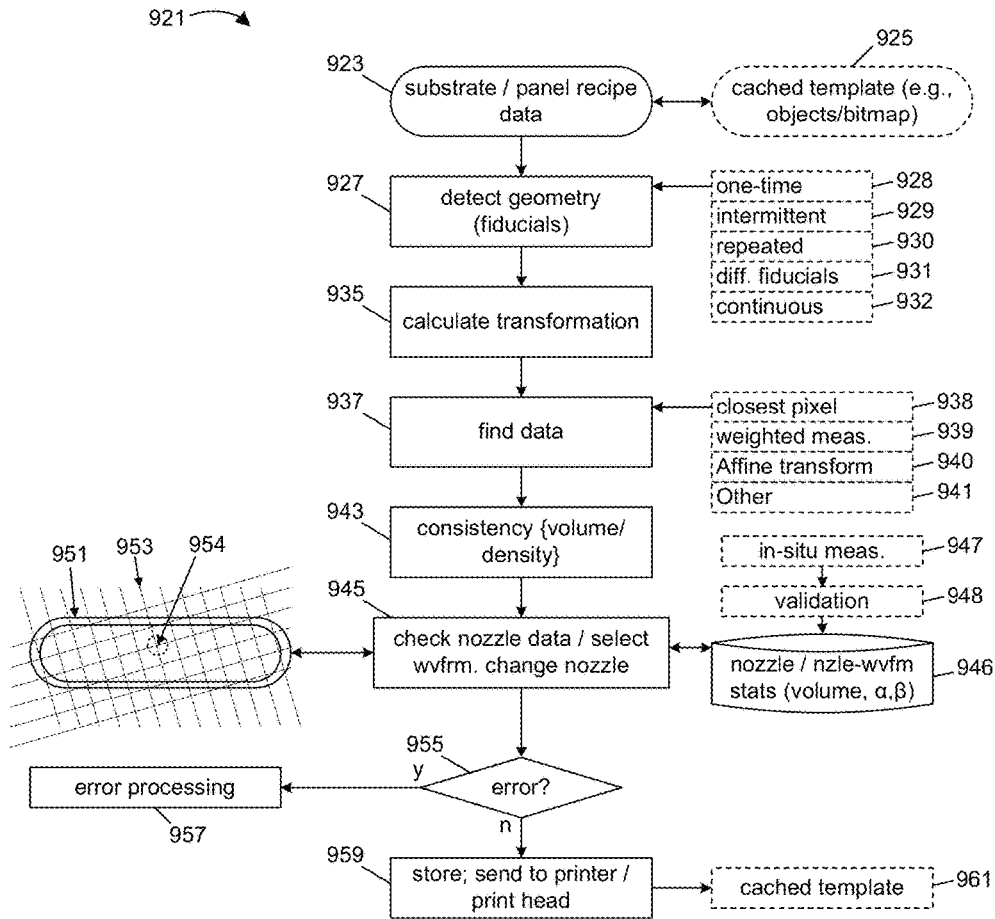 921
925
923
substrate / panel recipe
data
cached template (e.g.,
objects/bitmap)
927
detect geometry
(fiducials)
one-time
928
intermittent
929
repeated
930
diff. fiducials
931
continuous
932
935
calculate transformation
937
find data
closest pixel
938
weighted meas.
939
Affine transform
940
Other
941
943
consistency {volume/
density}
in-situ meas.
947
validation
948
951
953
954
945
check nozzle data / select
wvfrm. change nozzle
nozzle / nzle-wvfm
stats (volume, α,β)
946
955
y
error?
n
error processing
957
959
store; send to printer /
print head
cached template
961